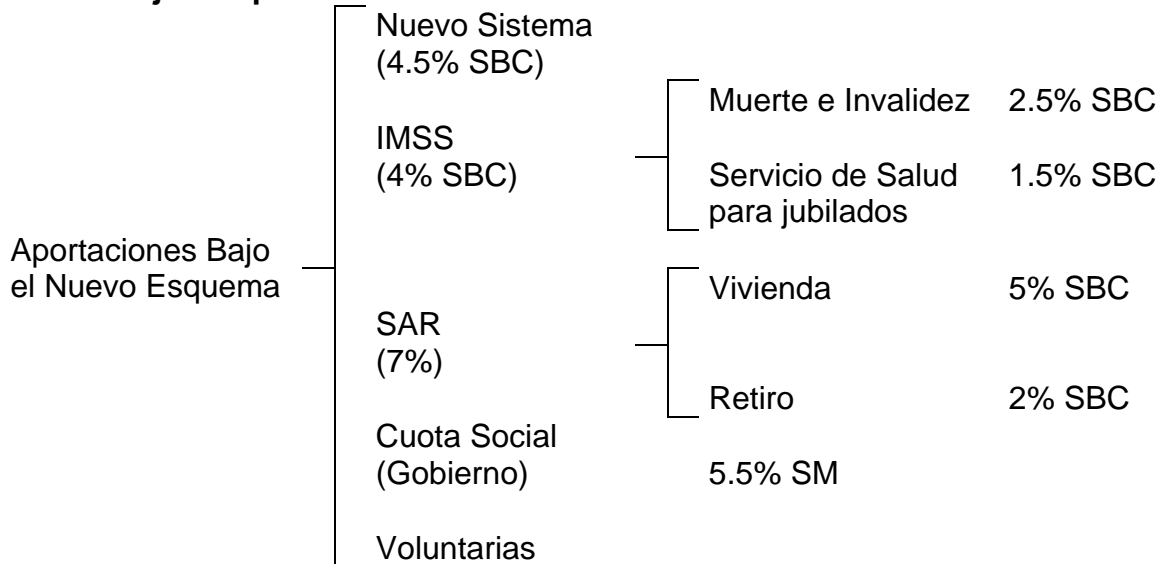 Aportaciones Bajo
el Nuevo Esquema
Nuevo Sistema
(4.5% SBC)
IMSS
(4% SBC)
Muerte e Invalidez 2.5% SBC
Servicio de Salud 1.5% SBC
para jubilados
SAR
(7%)
Vivienda 5% SBC
Retiro 2% SBC
Cuota Social
(Gobierno) 5.5% SM
Voluntarias